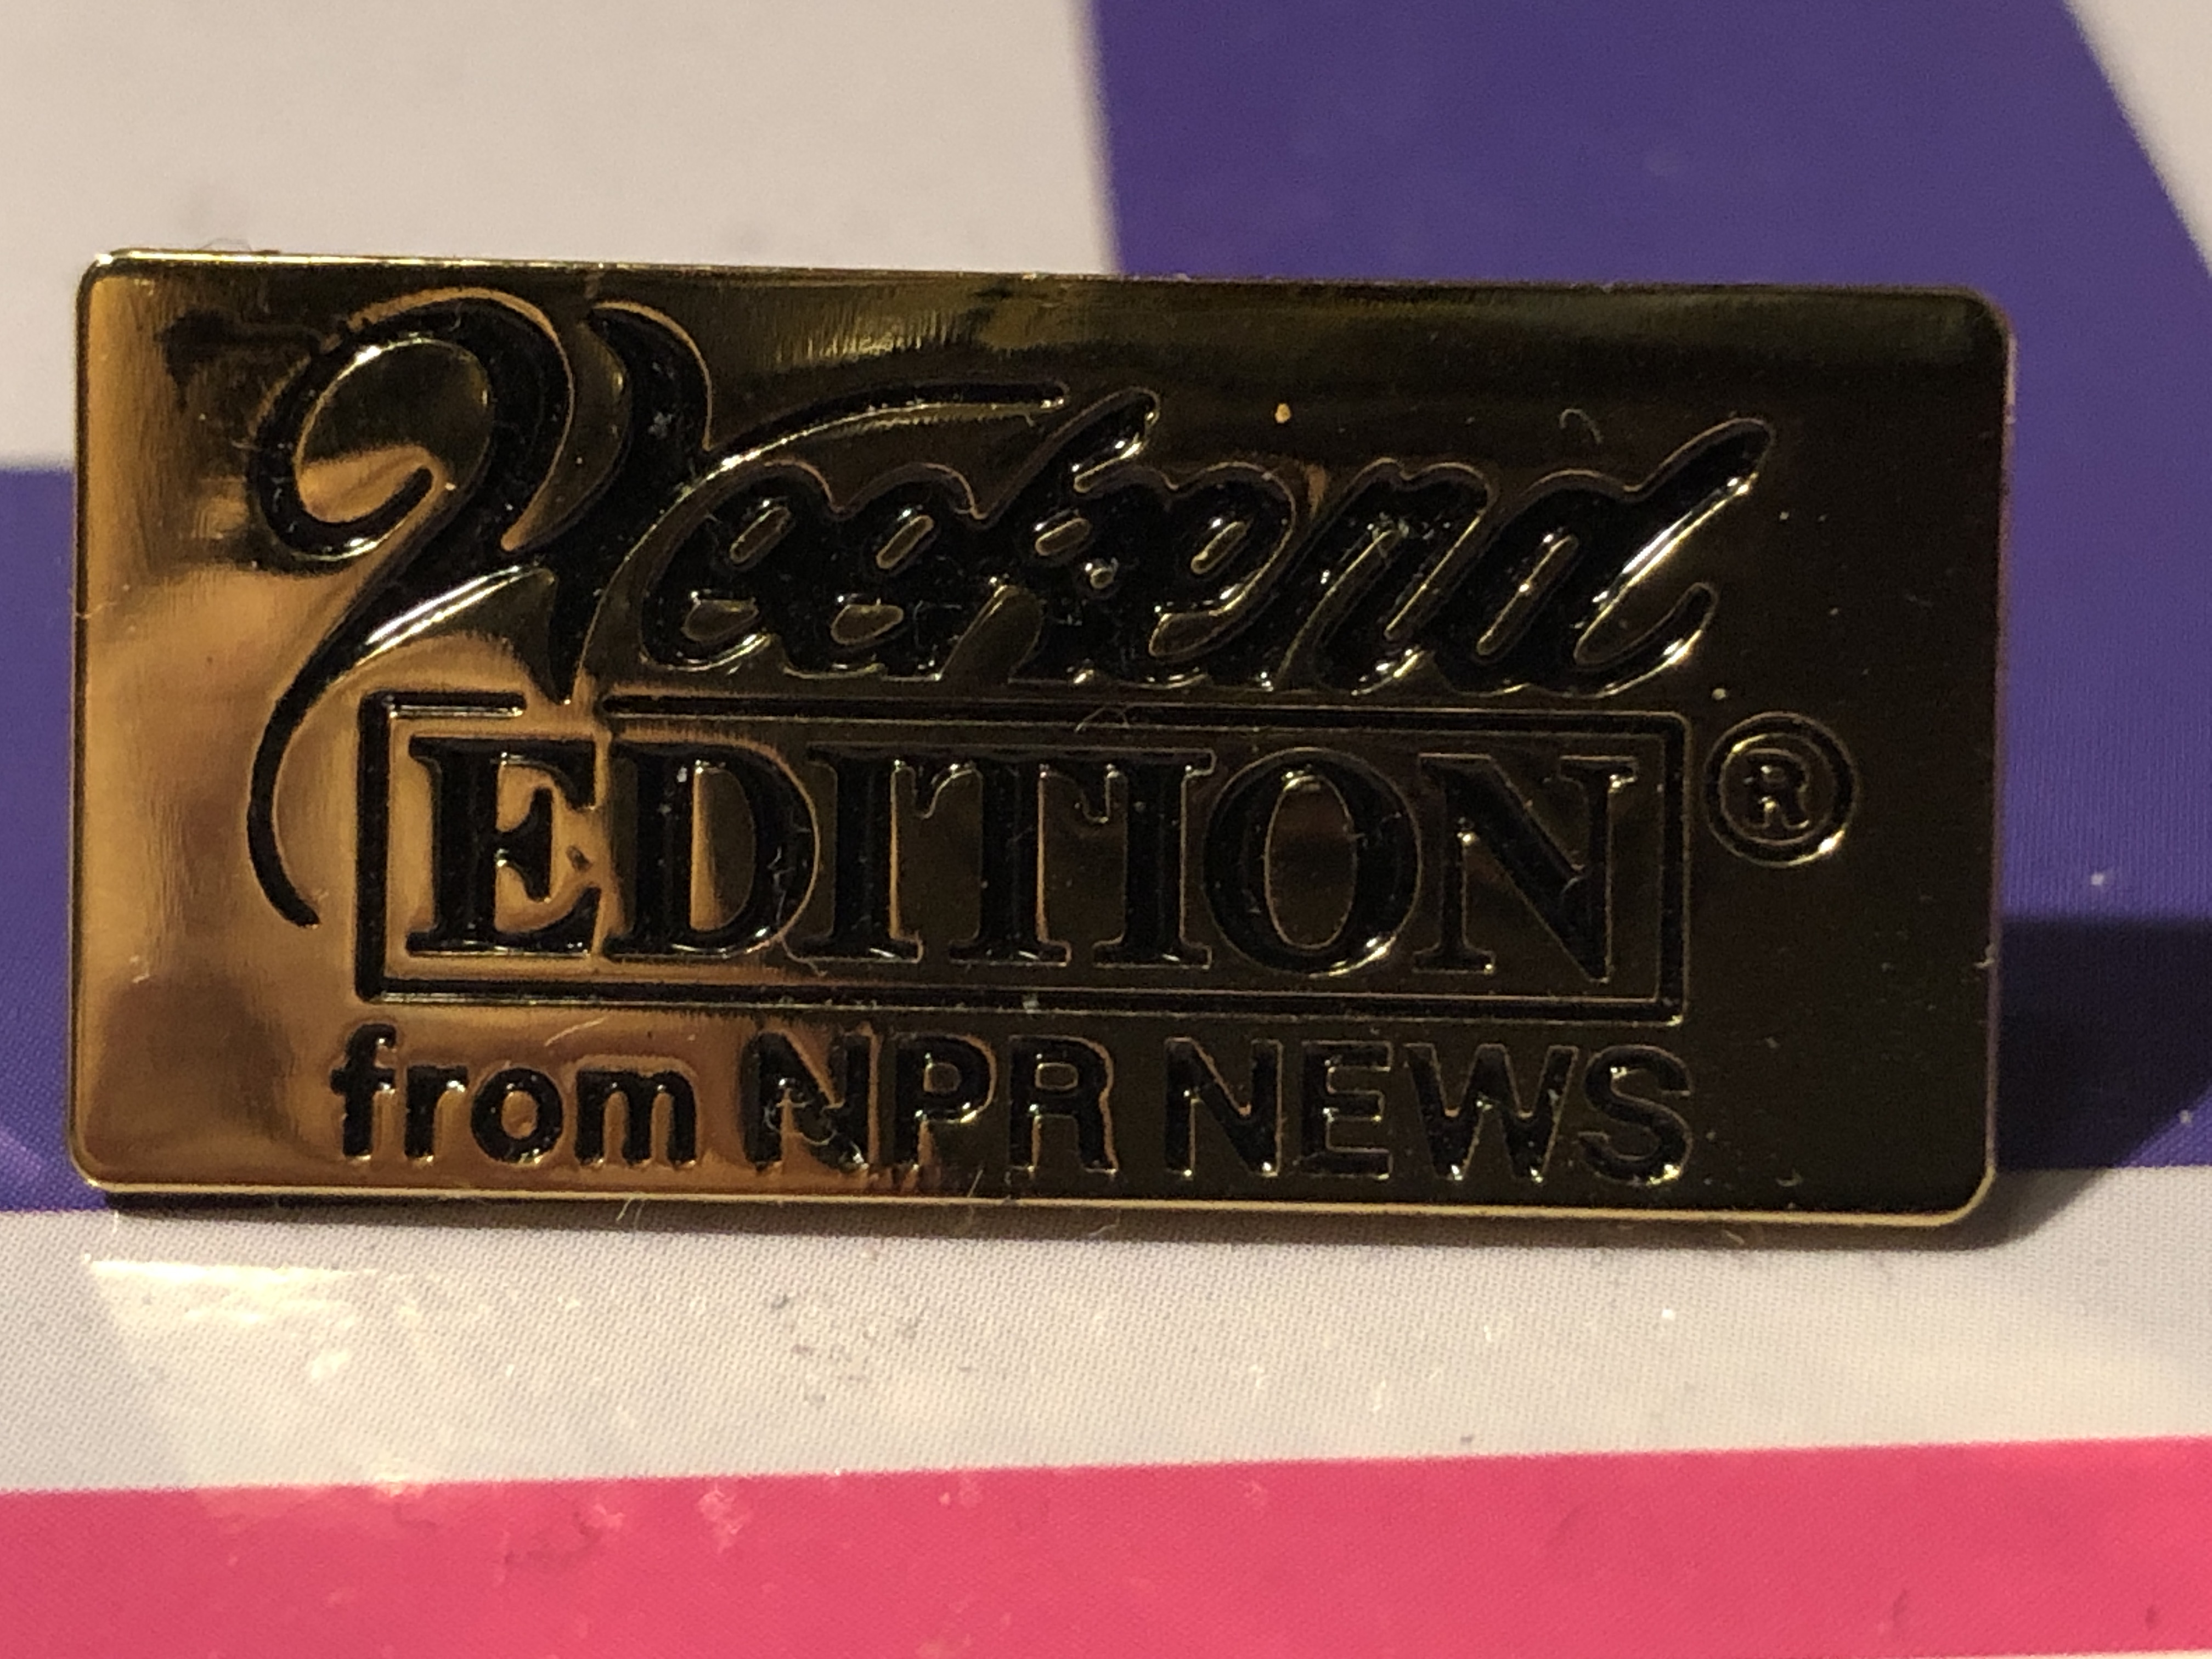 Weekend
EDITION ®
from NPR NEWS